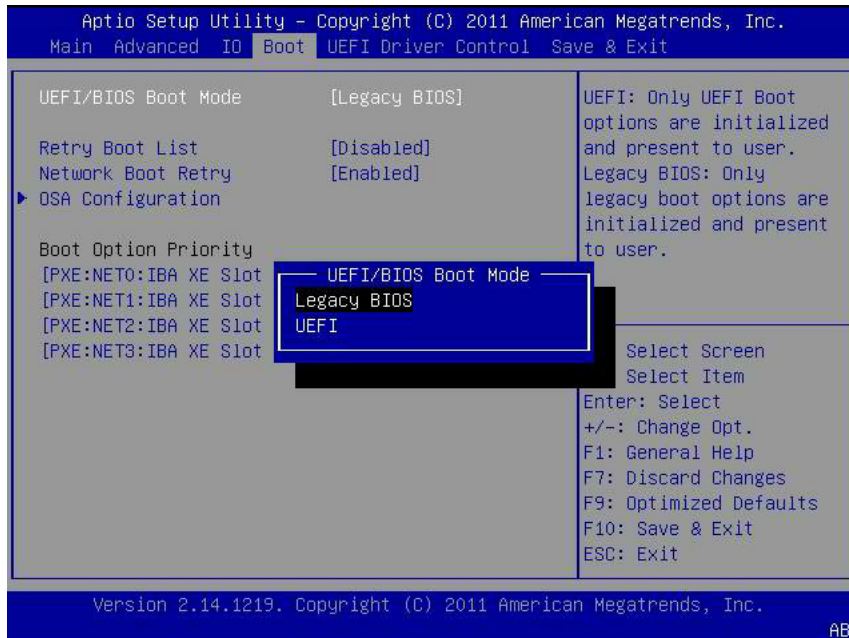 Aptio Setup Utility – Copyright (C) 2011 American Megatrends, Inc.
Main Advanced IO Boot UEFI Driver Control Save & Exit
UEFI/BIOS Boot Mode [Legacy BIOS]
Retry Boot List [Disabled]
Network Boot Retry [Enabled]
OSA Configuration
Boot Option Priority
[PXE:NET0:IBA XE Slot
[PXE:NET1:IBA XE Slot
[PXE:NET2:IBA XE Slot
[PXE:NET3:IBA XE Slot
UEFI/BIOS Boot Mode
Legacy BIOS
UEFI
UEFI: Only UEFI Boot
options are initialized
and present to user.
Legacy BIOS: Only
legacy boot options are
initialized and present
to user.
Select Screen
Select Item
Enter: Select
+/-: Change Opt.
F1: General Help
F7: Discard Changes
F9: Optimized Defaults
F10: Save & Exit
ESC: Exit
Version 2.14.1219. Copyright (C) 2011 American Megatrends, Inc.
AB